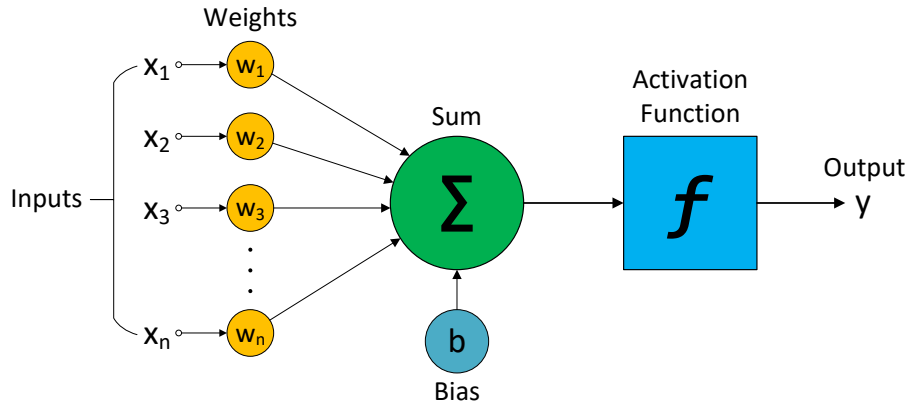 Weights
x₁ w₁
Activation
Function
Sum
x₂ w₂
Output
Inputs
Σ
f
y
x₃ w₃
xₙ wₙ
b
Bias